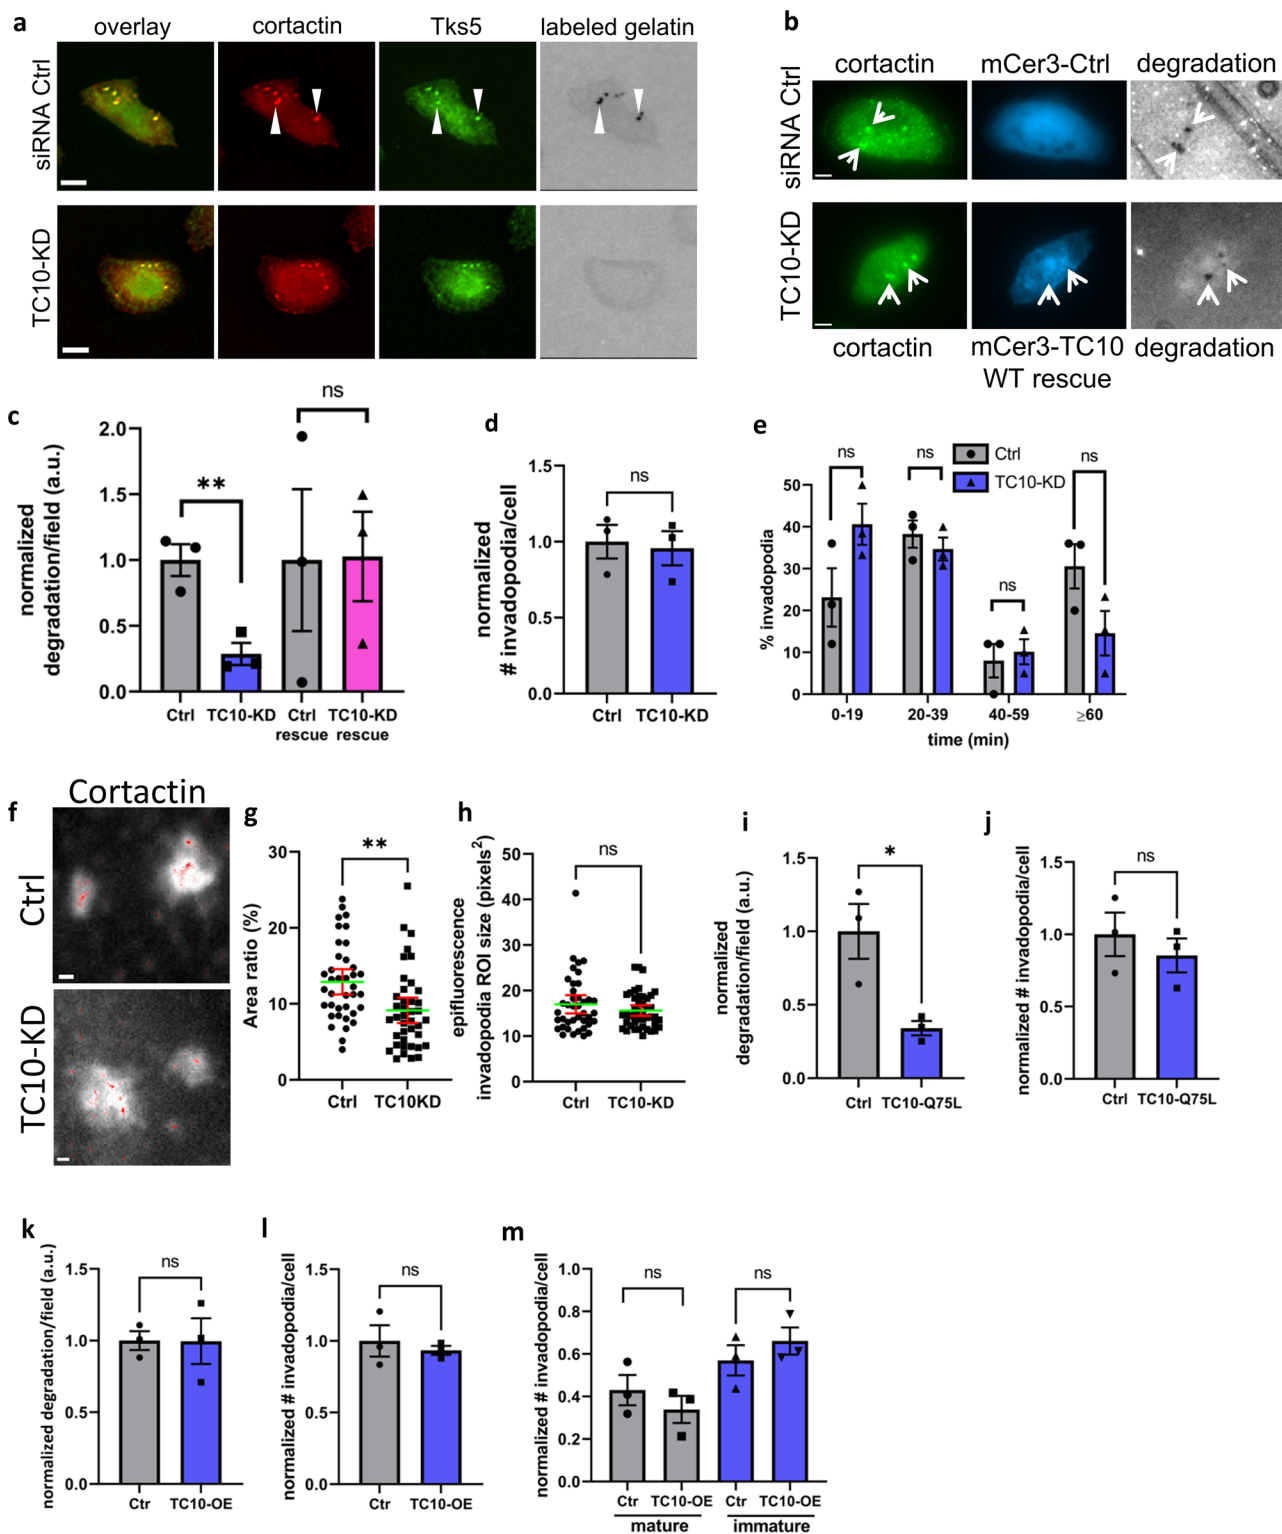 a
overlay
cortactin
Tks5
labeled gelatin
siRNA Ctrl
TC10-KD
b
cortactin
mCer3-Ctrl
degradation
siRNA Ctrl
TC10-KD
cortactin
mCer3-TC10
WT rescue
degradation
c
normalized
degradation/field (a.u.)
2.0
1.5
1.0
0.5
0.0
**
ns
Ctrl
TC10-KD
Ctrl
rescue
TC10-KD
rescue
d
normalized
# invadopodia/cell
1.5
1.0
0.5
0.0
ns
Ctrl
TC10-KD
e
% invadopodia
50
40
30
20
10
0
ns
ns
ns
ns
Ctrl
TC10-KD
0-19
20-39
40-59
≥60
time (min)
f
Cortactin
Ctrl
TC10-KD
g
Area ratio (%)
30
20
10
0
**
Ctrl
TC10KD
h
epifluorescence
invadopodia ROI size (pixels²)
50
40
30
20
10
0
ns
Ctrl
TC10-KD
i
normalized
degradation/field (a.u.)
1.5
1.0
0.5
0.0
*
Ctrl
TC10-Q75L
j
normalized # invadopodia/cell
1.5
1.0
0.5
0.0
ns
Ctrl
TC10-Q75L
k
normalized degradation/field (a.u.)
1.5
1.0
0.5
0.0
ns
Ctr
TC10-OE
l
normalized # invadopodia/cell
1.5
1.0
0.5
0.0
ns
Ctr
TC10-OE
m
normalized # invadopodia/cell
1.0
0.8
0.6
0.4
0.2
0.0
ns
ns
Ctr
TC10-OE
Ctr
TC10-OE
mature
immature